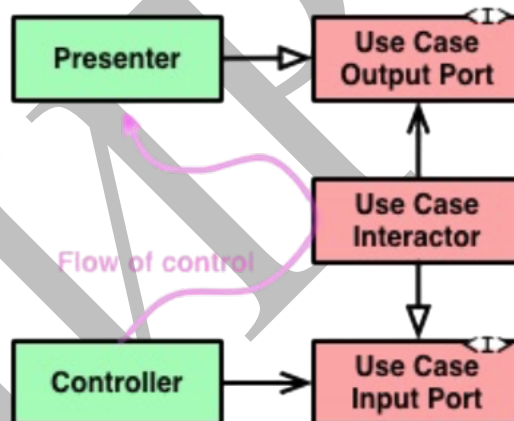 <I>
Presenter
Use Case
Output Port
Use Case
Interactor
Flow of control
<I>
Controller
Use Case
Input Port